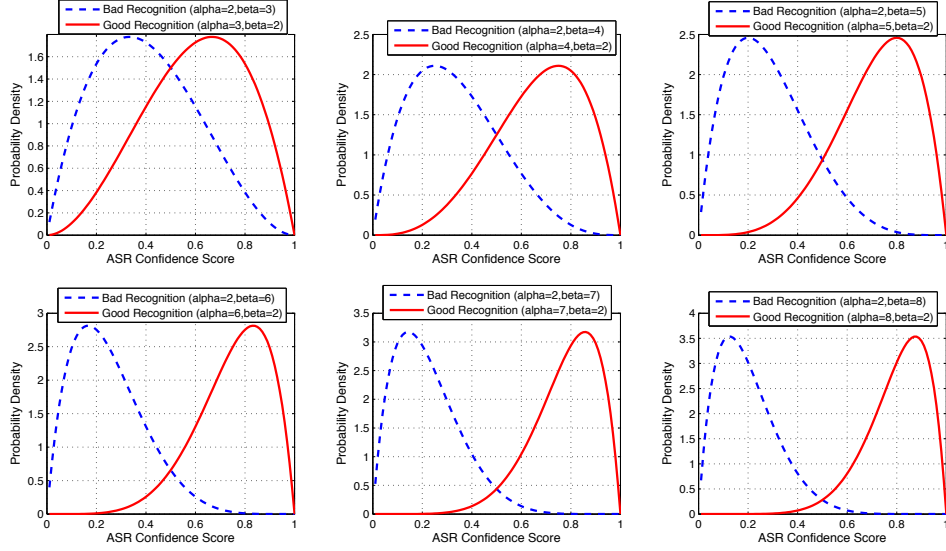 Bad Recognition (alpha=2,beta=3)
Good Recognition (alpha=3,beta=2)
Probability Density
1.6
1.4
1.2
1
0.8
0.6
0.4
0.2
0
0 0.2 0.4 0.6 0.8 1
ASR Confidence Score
Bad Recognition (alpha=2,beta=4)
Good Recognition (alpha=4,beta=2)
Probability Density
2.5
2
1.5
1
0.5
0
0 0.2 0.4 0.6 0.8 1
ASR Confidence Score
Bad Recognition (alpha=2,beta=5)
Good Recognition (alpha=5,beta=2)
Probability Density
2.5
2
1.5
1
0.5
0
0 0.2 0.4 0.6 0.8 1
ASR Confidence Score
Bad Recognition (alpha=2,beta=6)
Good Recognition (alpha=6,beta=2)
Probability Density
3
2.5
2
1.5
1
0.5
0
0 0.2 0.4 0.6 0.8 1
ASR Confidence Score
Bad Recognition (alpha=2,beta=7)
Good Recognition (alpha=7,beta=2)
Probability Density
3.5
3
2.5
2
1.5
1
0.5
0
0 0.2 0.4 0.6 0.8 1
ASR Confidence Score
Bad Recognition (alpha=2,beta=8)
Good Recognition (alpha=8,beta=2)
Probability Density
4
3.5
3
2.5
2
1.5
1
0.5
0
0 0.2 0.4 0.6 0.8 1
ASR Confidence Score